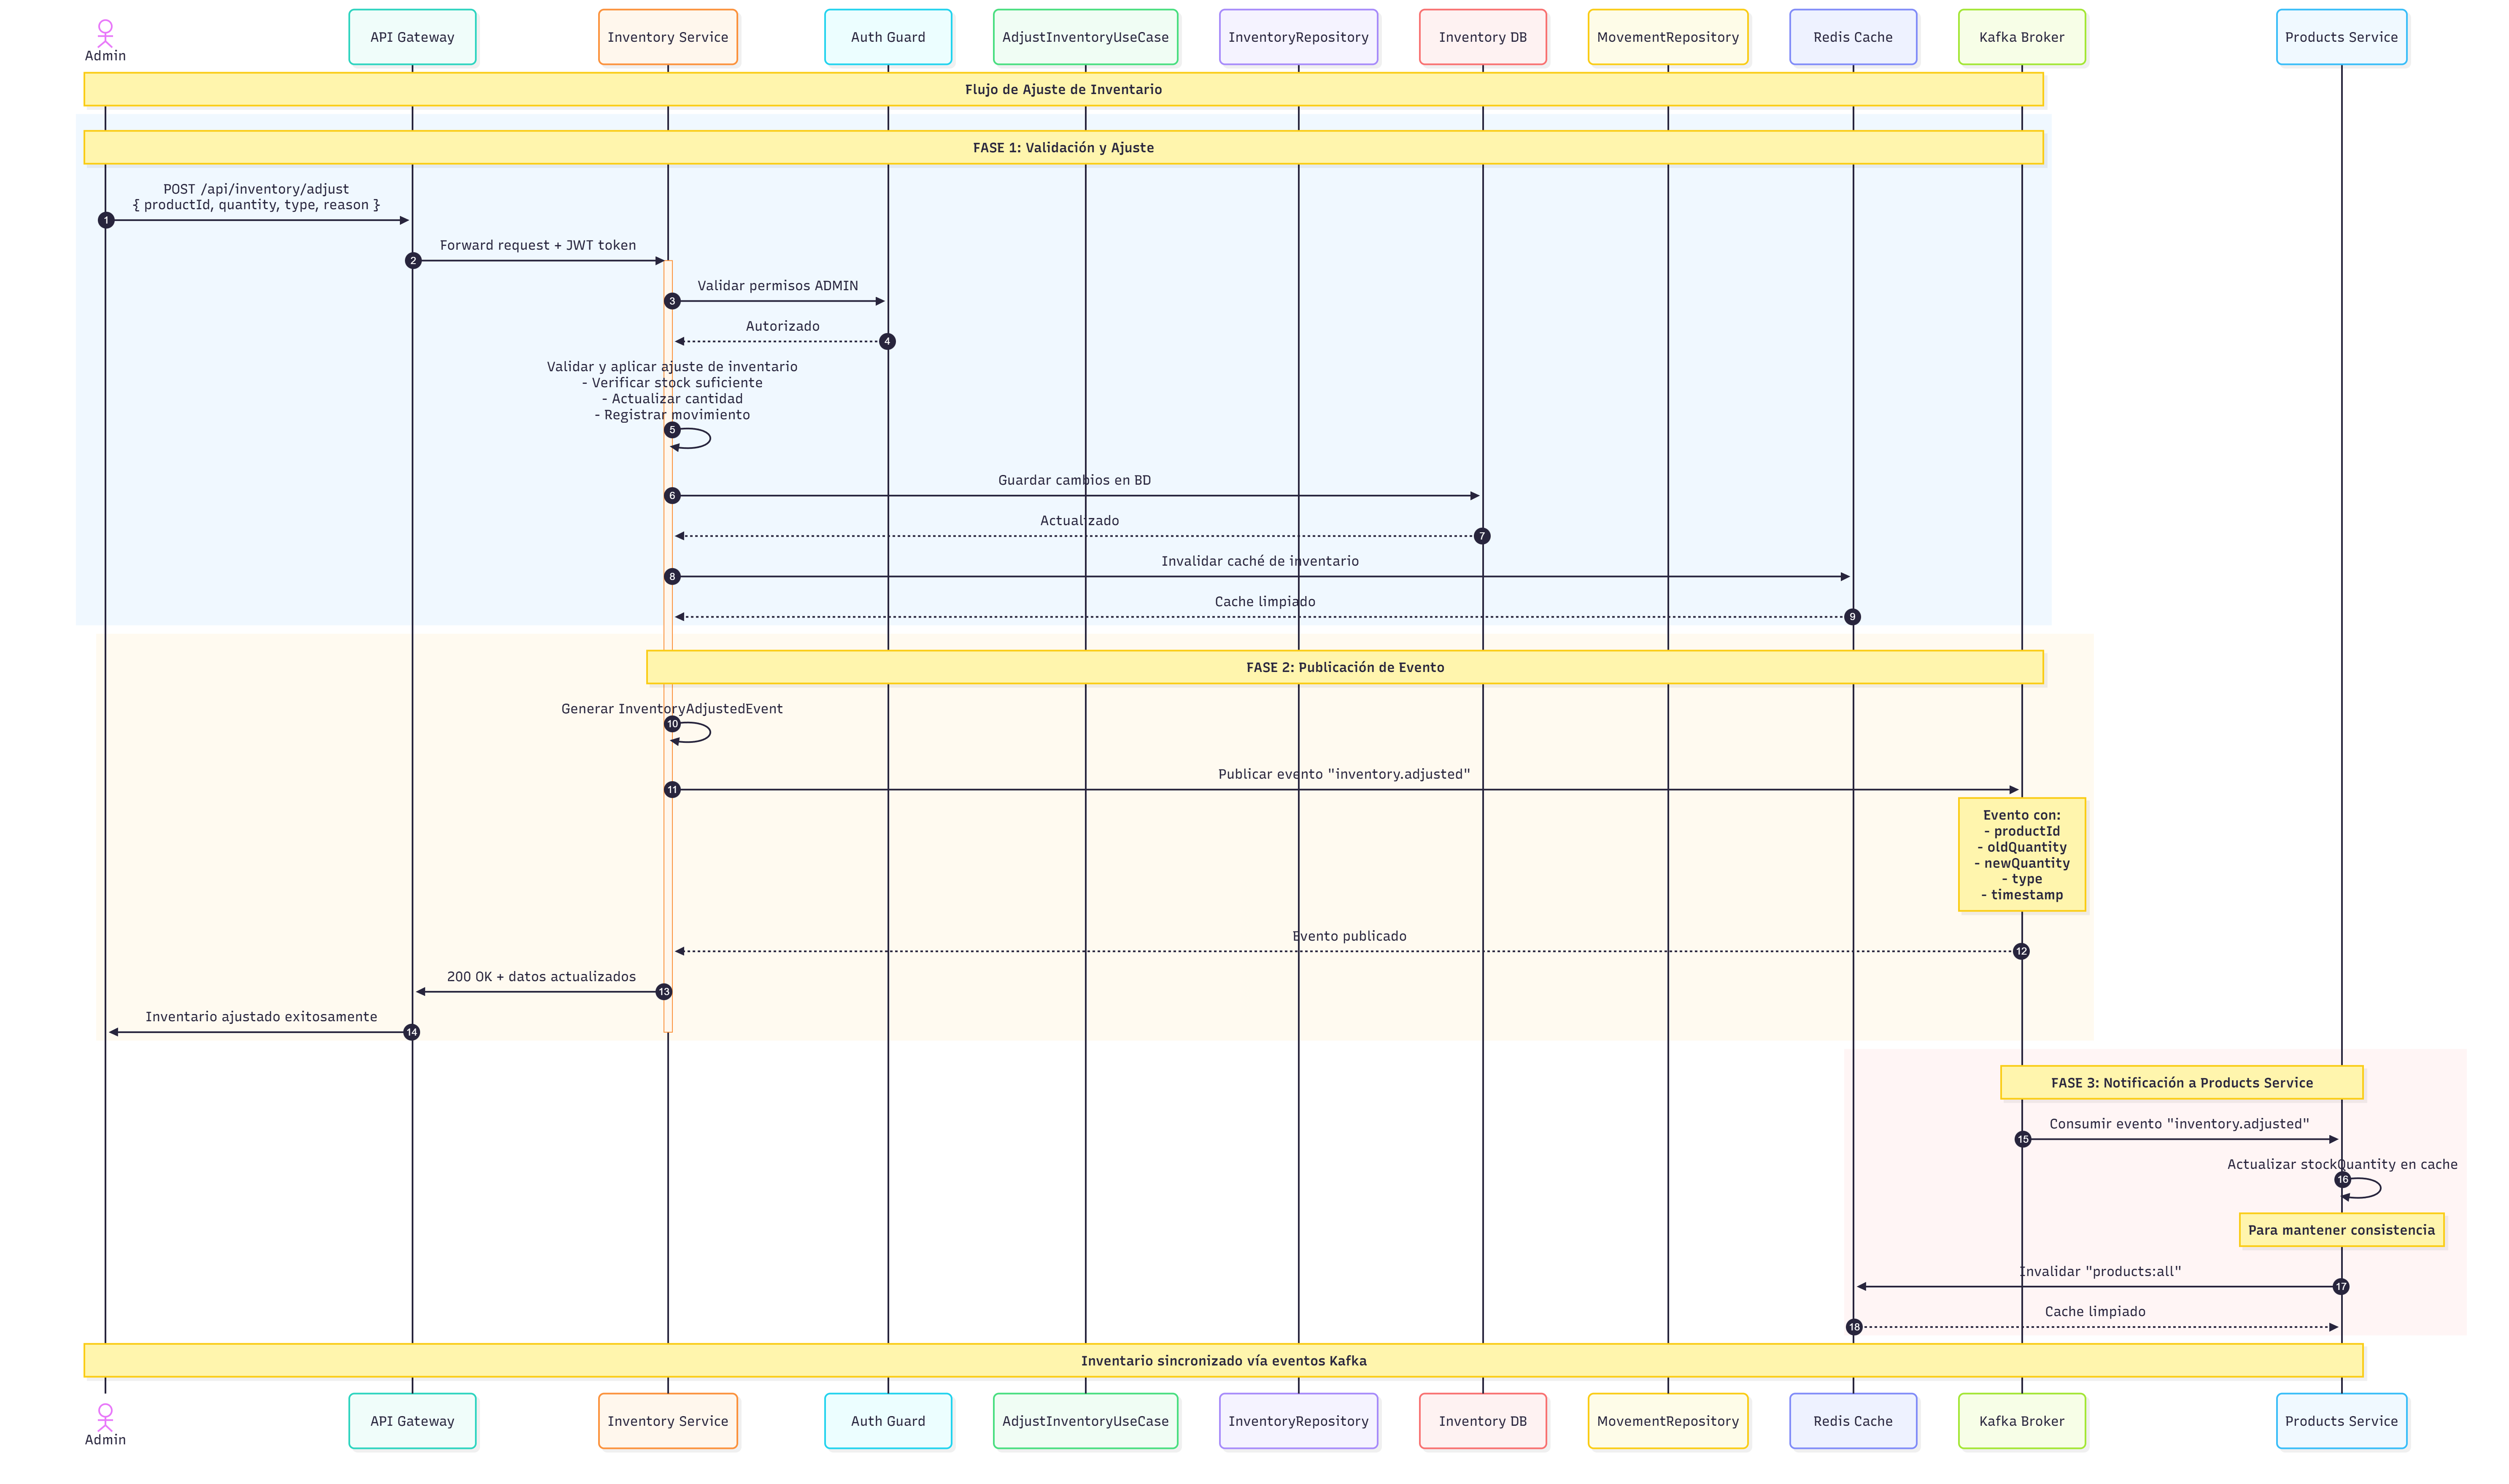 Admin
API Gateway
Inventory Service
Auth Guard
AdjustInventoryUseCase
InventoryRepository
Inventory DB
MovementRepository
Redis Cache
Kafka Broker
Products Service
Flujo de Ajuste de Inventario
FASE 1: Validación y Ajuste
POST /api/inventory/adjust
{ productId, quantity, type, reason }
1
Forward request + JWT token
2
Validar permisos ADMIN
3
Autorizado
4
Validar y aplicar ajuste de inventario
- Verificar stock suficiente
- Actualizar cantidad
- Registrar movimiento
5
Guardar cambios en BD
6
Actualizado
7
Invalidar caché de inventario
8
Cache limpiado
9
FASE 2: Publicación de Evento
Generar InventoryAdjustedEvent
10
Publicar evento "inventory.adjusted"
11
Evento con:
- productId
- oldQuantity
- newQuantity
- type
- timestamp
Evento publicado
12
200 OK + datos actualizados
13
Inventario ajustado exitosamente
14
FASE 3: Notificación a Products Service
Consumir evento "inventory.adjusted"
15
Actualizar stockQuantity en cache
16
Para mantener consistencia
Invalidar "products:all"
17
Cache limpiado
18
Inventario sincronizado vía eventos Kafka
Admin
API Gateway
Inventory Service
Auth Guard
AdjustInventoryUseCase
InventoryRepository
Inventory DB
MovementRepository
Redis Cache
Kafka Broker
Products Service